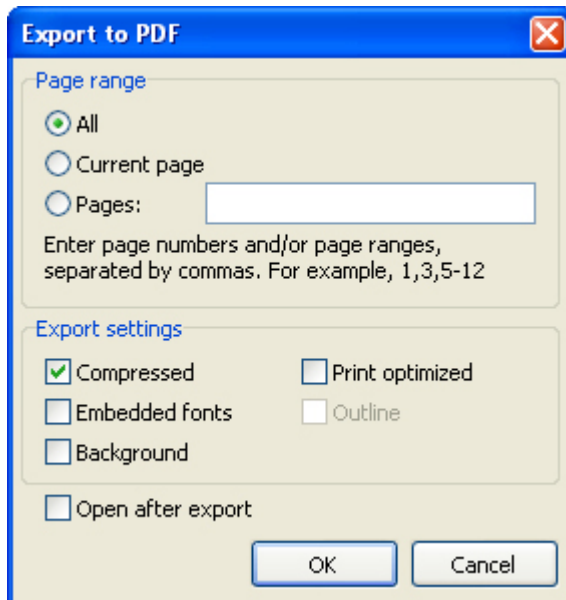 Export to PDF
Page range
All
Current page
Pages:
Enter page numbers and/or page ranges,
separated by commas. For example, 1,3,5-12
Export settings
Compressed
Print optimized
Embedded fonts
Outline
Background
Open after export
OK
Cancel